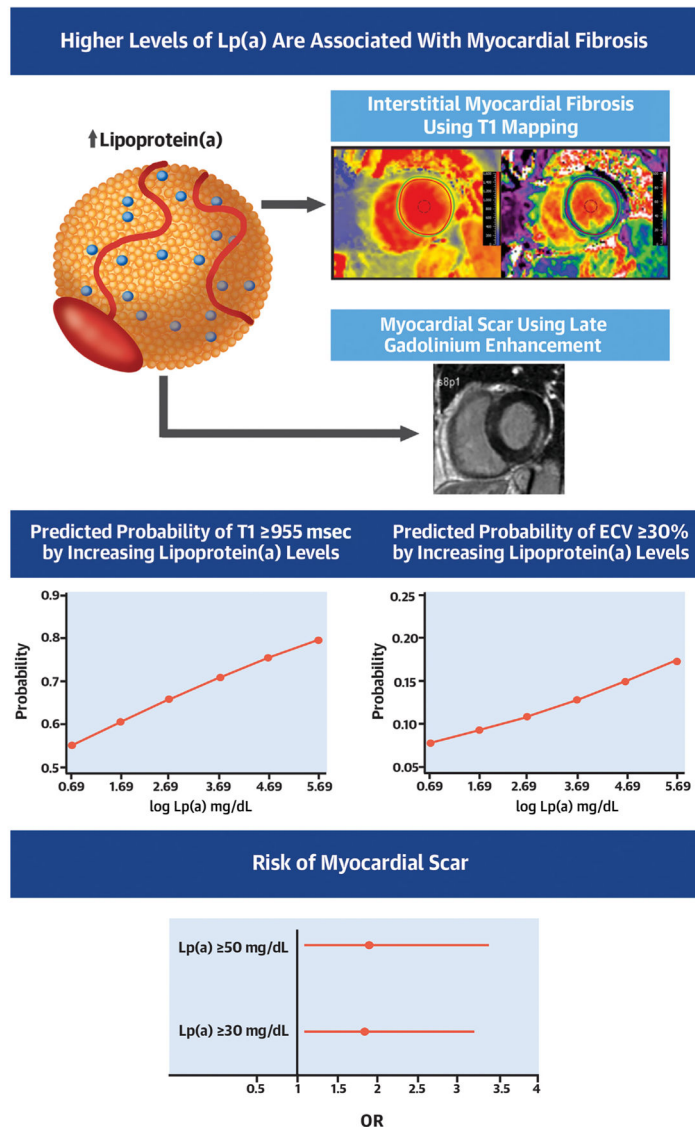 Higher Levels of Lp(a) Are Associated With Myocardial Fibrosis
Lipoprotein(a)
Interstitial Myocardial Fibrosis
Using T1 Mapping
Myocardial Scar Using Late
Gadolinium Enhancement
s8p1
Predicted Probability of T1 ≥955 msec
by Increasing Lipoprotein(a) Levels
Probability
0.9
0.8
0.7
0.6
0.5
0.69 1.69 2.69 3.69 4.69 5.69
log Lp(a) mg/dL
Predicted Probability of ECV ≥30%
by Increasing Lipoprotein(a) Levels
Probability
0.25
0.20
0.15
0.10
0.05
0.69 1.69 2.69 3.69 4.69 5.69
log Lp(a) mg/dL
Risk of Myocardial Scar
Lp(a) ≥50 mg/dL
Lp(a) ≥30 mg/dL
0.5 1 1.5 2 2.5 3 3.5 4
OR